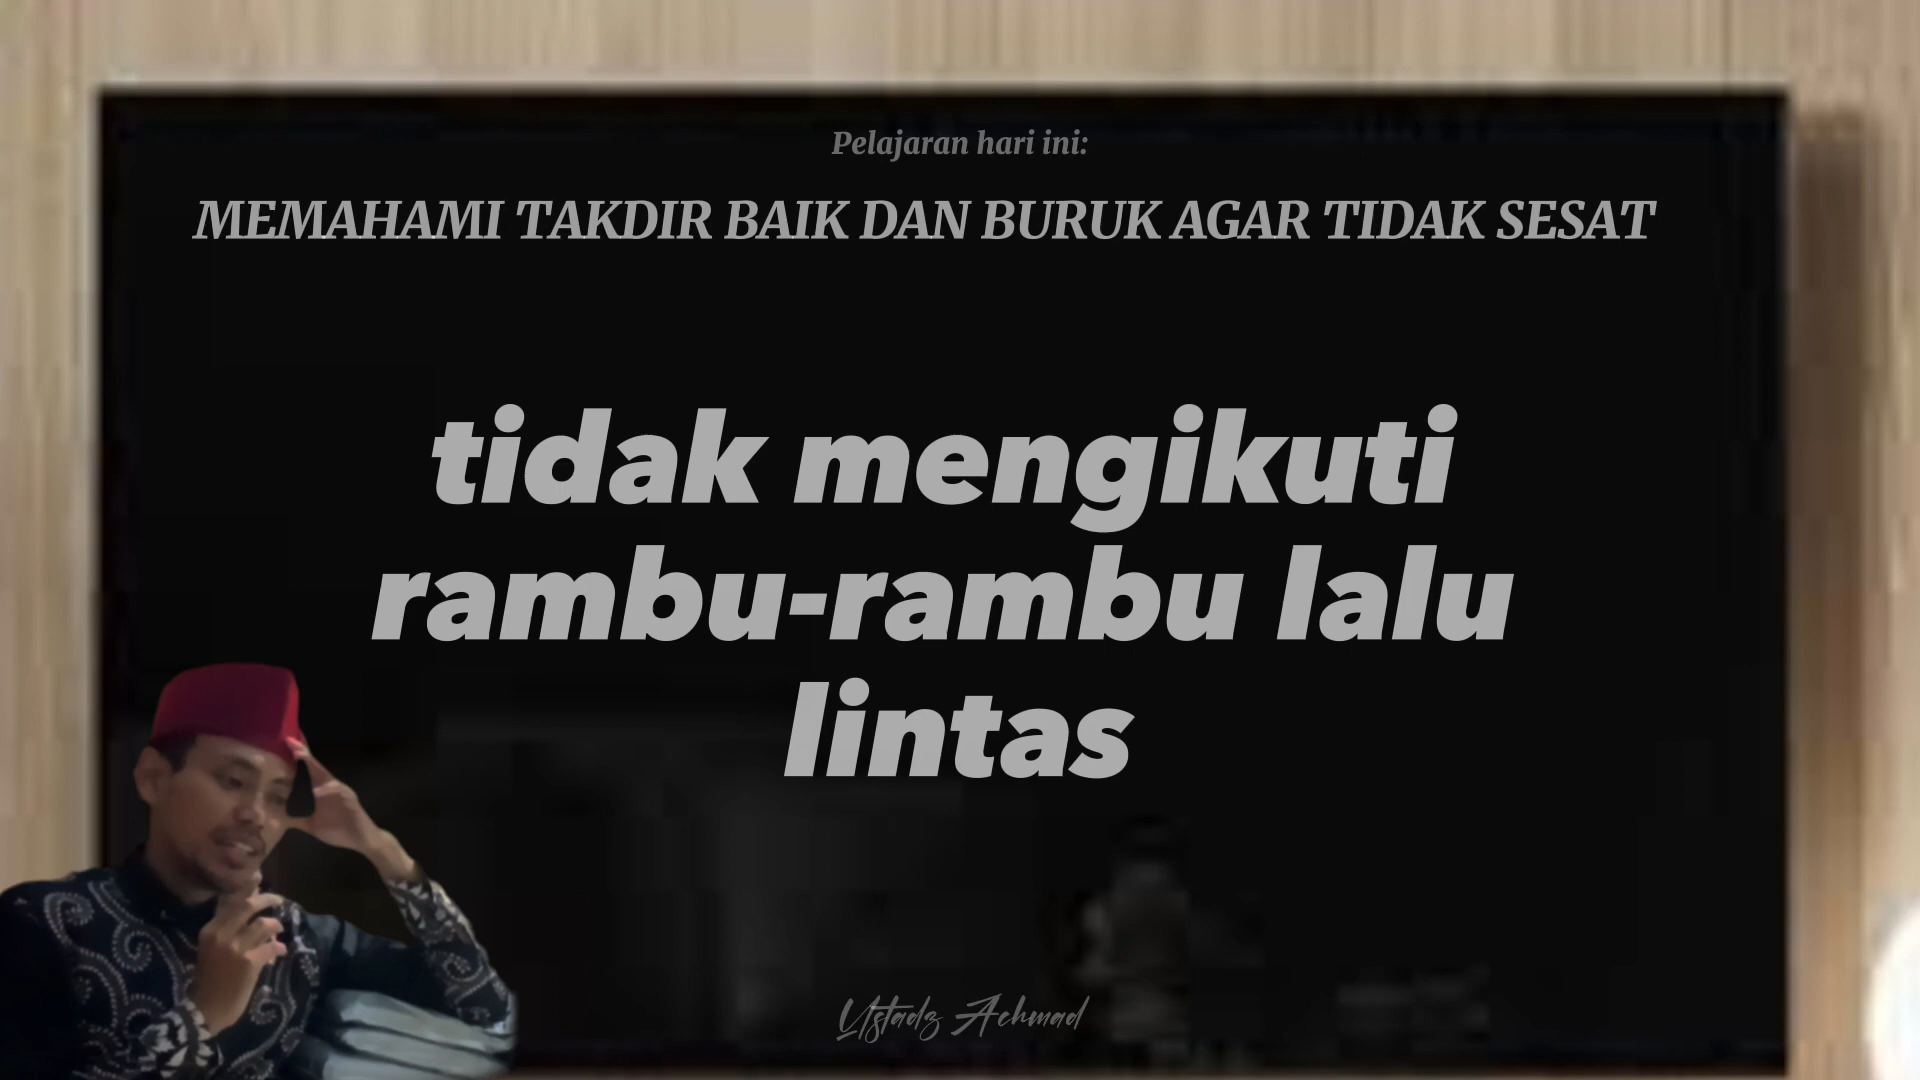 Pelajaran hari ini:
MEMAHAMI TAKDIR BAIK DAN BURUK AGAR TIDAK SESAT
tidak mengikuti
rambu-rambu lalu
lintas
Ustadz Achmad